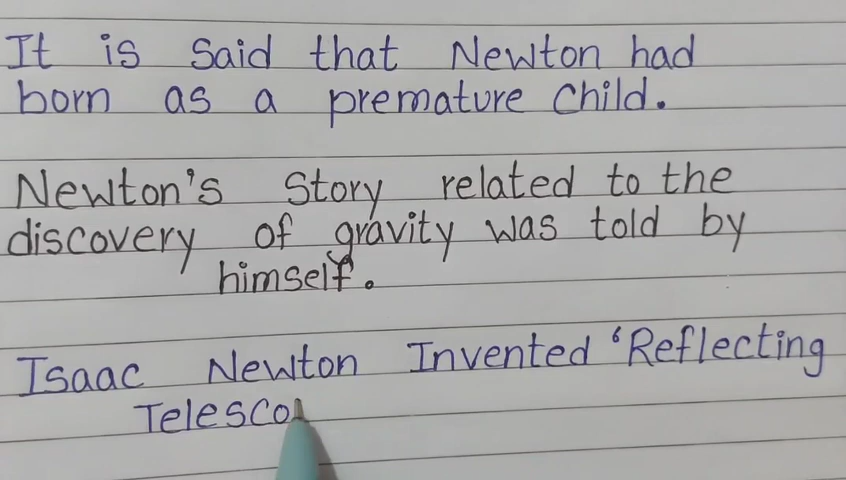 It is said that Newton had
born as a premature child.
Newton's story related to the
discovery of gravity was told by
himself.
Isaac Newton Invented 'Reflecting
Telesco